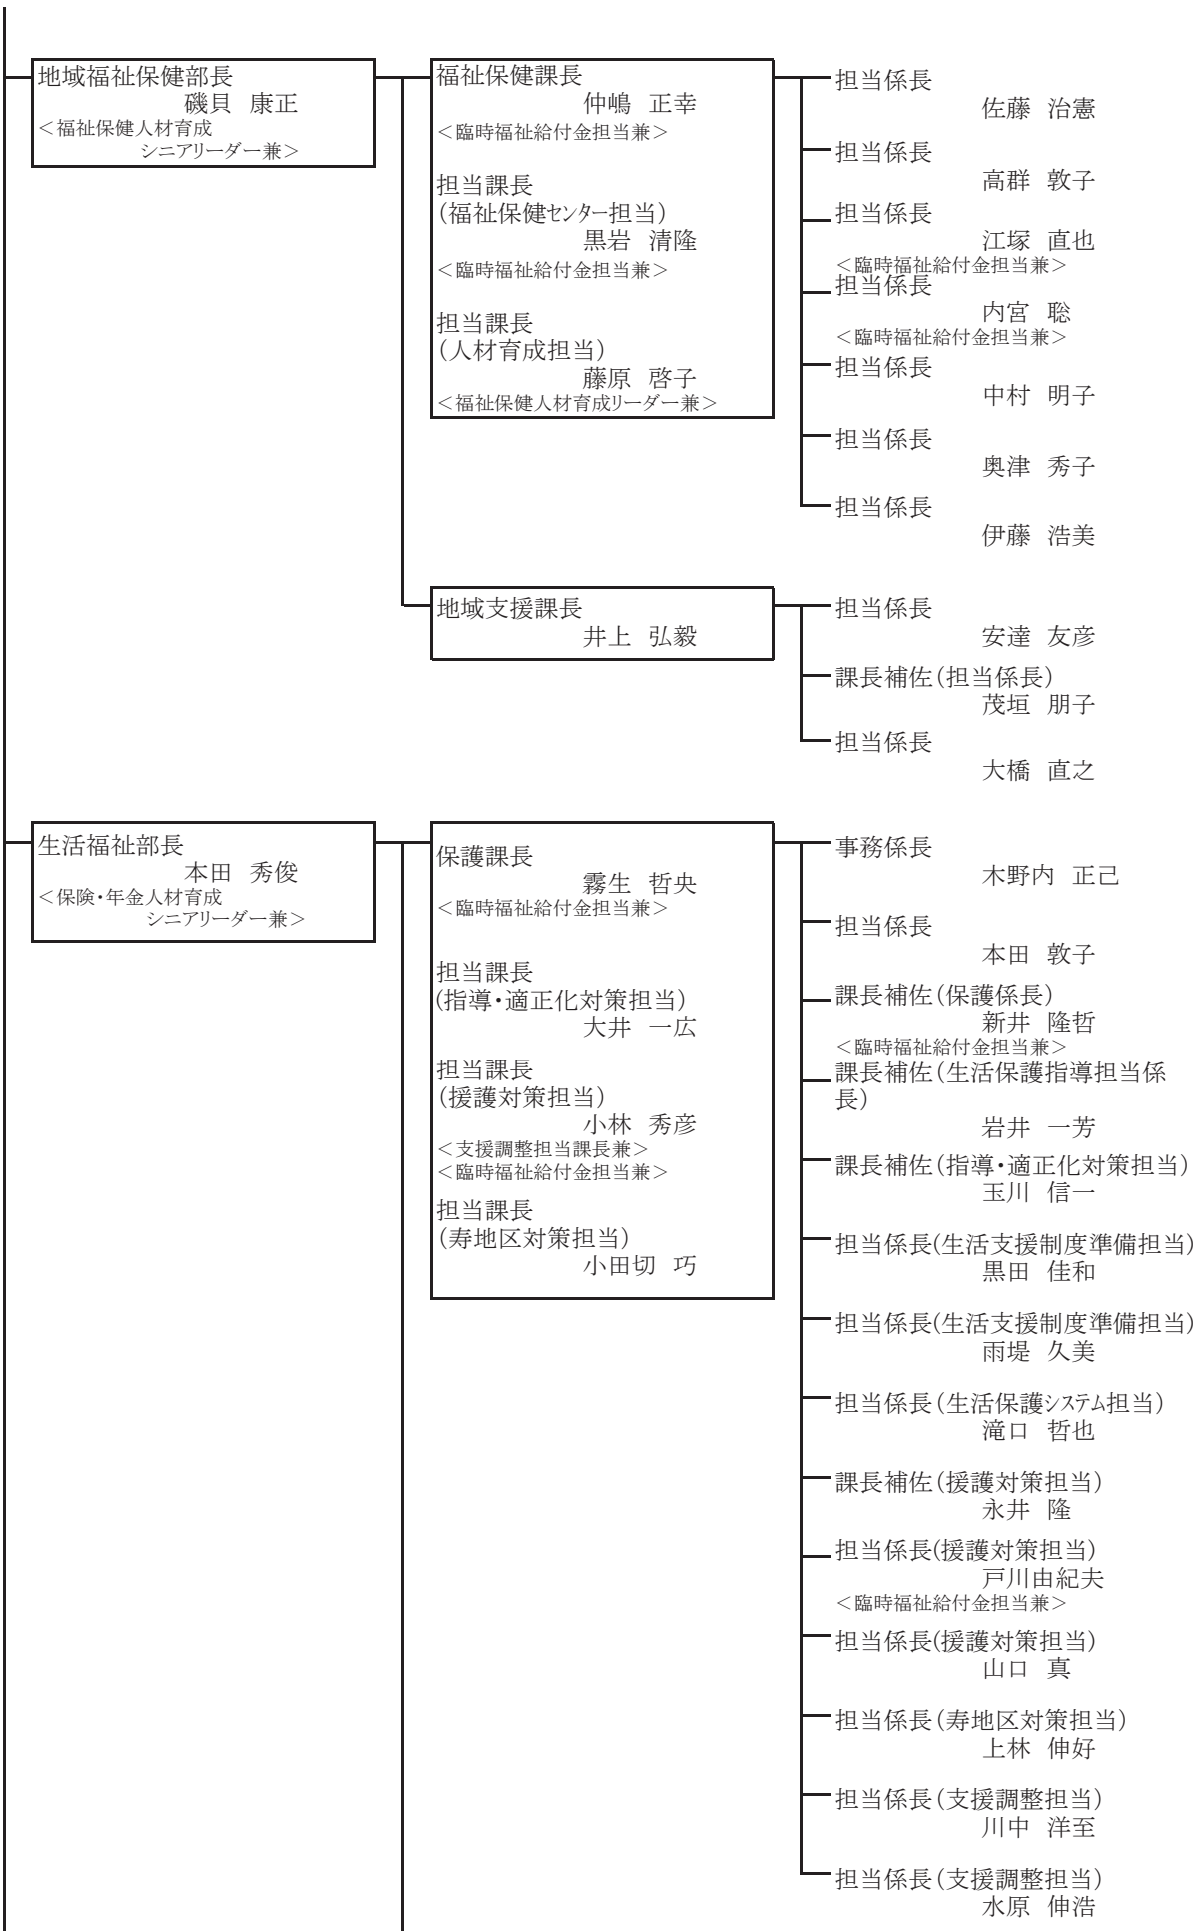 地域福祉保健部長
磯貝 康正
＜福祉保健人材育成
シニアリーダー兼＞
福祉保健課長
仲嶋 正幸
＜臨時福祉給付金担当兼＞
担当課長
(福祉保健センター担当)
黒岩 清隆
＜臨時福祉給付金担当兼＞
担当課長
(人材育成担当)
藤原 啓子
＜福祉保健人材育成リーダー兼＞
担当係長
佐藤 治憲
担当係長
高群 敦子
担当係長
江塚 直也
＜臨時福祉給付金担当兼＞
担当係長
内宮 聡
＜臨時福祉給付金担当兼＞
担当係長
中村 明子
担当係長
奥津 秀子
担当係長
伊藤 浩美
地域支援課長
井上 弘毅
担当係長
安達 友彦
課長補佐(担当係長)
茂垣 朋子
担当係長
大橋 直之
生活福祉部長
本田 秀俊
＜保険・年金人材育成
シニアリーダー兼＞
保護課長
霧生 哲央
＜臨時福祉給付金担当兼＞
担当課長
(指導・適正化対策担当)
大井 一広
担当課長
(援護対策担当)
小林 秀彦
＜支援調整担当課長兼＞
＜臨時福祉給付金担当兼＞
担当課長
(寿地区対策担当)
小田切 巧
事務係長
木野内 正己
担当係長
本田 敦子
課長補佐(保護係長)
新井 隆哲
＜臨時福祉給付金担当兼＞
課長補佐(生活保護指導担当係
長)
岩井 一芳
課長補佐(指導・適正化対策担当)
玉川 信一
担当係長(生活支援制度準備担当)
黒田 佳和
担当係長(生活支援制度準備担当)
雨堤 久美
担当係長(生活保護システム担当)
滝口 哲也
課長補佐(援護対策担当)
永井 隆
担当係長(援護対策担当)
戸川由紀夫
＜臨時福祉給付金担当兼＞
担当係長(援護対策担当)
山口 真
担当係長(寿地区対策担当)
上林 伸好
担当係長(支援調整担当)
川中 洋至
担当係長(支援調整担当)
水原 伸浩